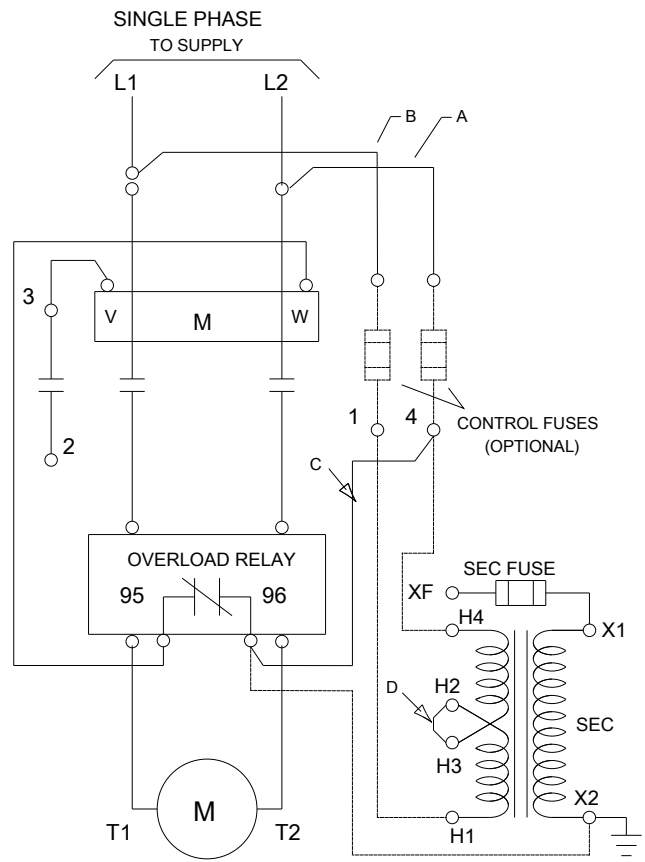 SINGLE PHASE
TO SUPPLY
L1
L2
B
A
3
V
M
W
2
1
4
CONTROL FUSES
(OPTIONAL)
C
OVERLOAD RELAY
95
96
SEC FUSE
XF
H4
X1
D
H2
SEC
H3
X2
H1
M
T1
T2